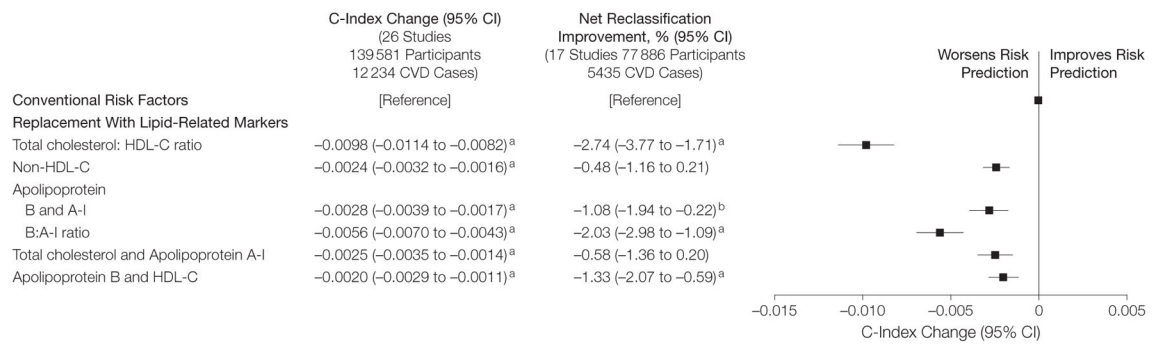 C-Index Change (95% CI)
(26 Studies
139 581 Participants
12 234 CVD Cases)
Net Reclassification
Improvement, % (95% CI)
(17 Studies 77 886 Participants
5435 CVD Cases)
Worsens Risk
Prediction
Improves Risk
Prediction
Conventional Risk Factors [Reference] [Reference]
Replacement With Lipid-Related Markers
Total cholesterol: HDL-C ratio –0.0098 (–0.0114 to –0.0082)a –2.74 (–3.77 to –1.71)a
Non-HDL-C –0.0024 (–0.0032 to –0.0016)a –0.48 (–1.16 to 0.21)
Apolipoprotein
B and A-I –0.0028 (–0.0039 to –0.0017)a –1.08 (–1.94 to –0.22)b
B:A-I ratio –0.0056 (–0.0070 to –0.0043)a –2.03 (–2.98 to –1.09)a
Total cholesterol and Apolipoprotein A-I –0.0025 (–0.0035 to –0.0014)a –0.58 (–1.36 to 0.20)
Apolipoprotein B and HDL-C –0.0020 (–0.0029 to –0.0011)a –1.33 (–2.07 to –0.59)a
–0.015 –0.010 –0.005 0 0.005
C-Index Change (95% CI)